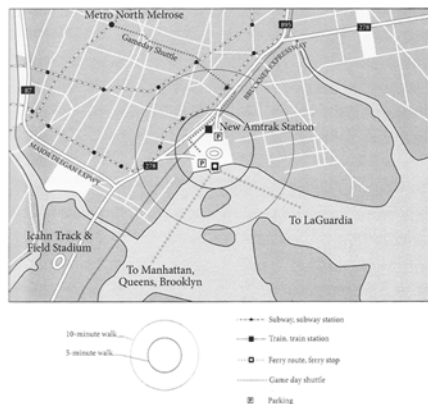 Metro North Melrose
Gameday Shuttle
895
278
87
BRUCKNER EXPRESSWAY
New Amtrak Station
P
P
MAJOR DEEGAN EXPWY
278
To LaGuardia
Icahn Track &
Field Stadium
To Manhattan,
Queens, Brooklyn
10-minute walk
5-minute walk
Subway, subway station
Train, train station
Ferry route, ferry stop
Game day shuttle
P Parking